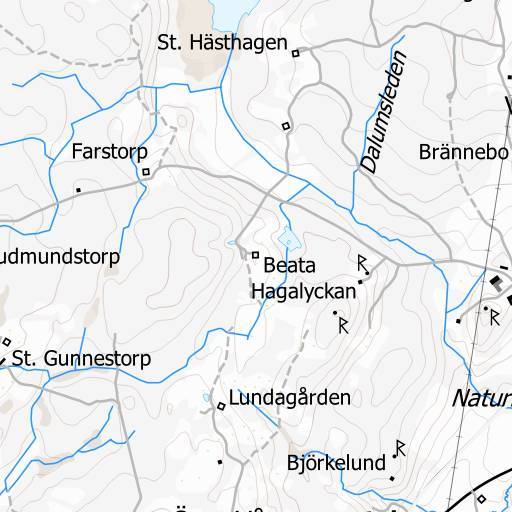 St. Hästhagen
Dalumsleden
Farstorp
Brännebo
udmundstorp
Beata
Hagalyckan
St. Gunnestorp
Lundagården
Natur
Björkelund